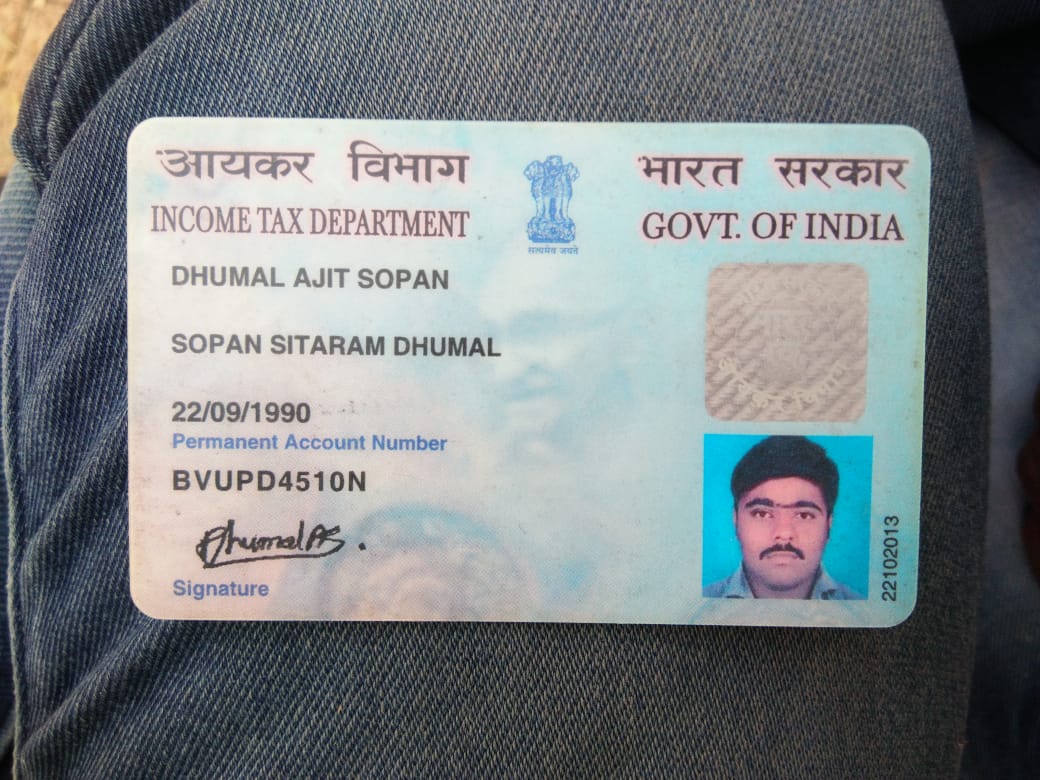 आयकर विभाग
भारत सरकार
INCOME TAX DEPARTMENT
GOVT. OF INDIA
सत्यमेव जयते
DHUMAL AJIT SOPAN
SOPAN SITARAM DHUMAL
22/09/1990
Permanent Account Number
BVUPD4510N
DhumalAS.
Signature
22102013